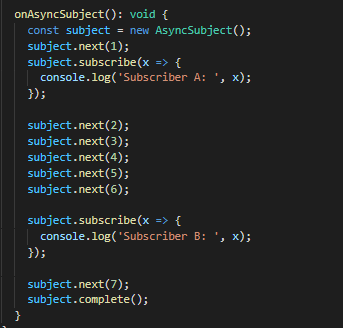 onAsyncSubject(): void {
const subject = new AsyncSubject();
subject.next(1);
subject.subscribe(x => {
console.log('Subscriber A: ', x);
});
subject.next(2);
subject.next(3);
subject.next(4);
subject.next(5);
subject.next(6);
subject.subscribe(x => {
console.log('Subscriber B: ', x);
});
subject.next(7);
subject.complete();
}